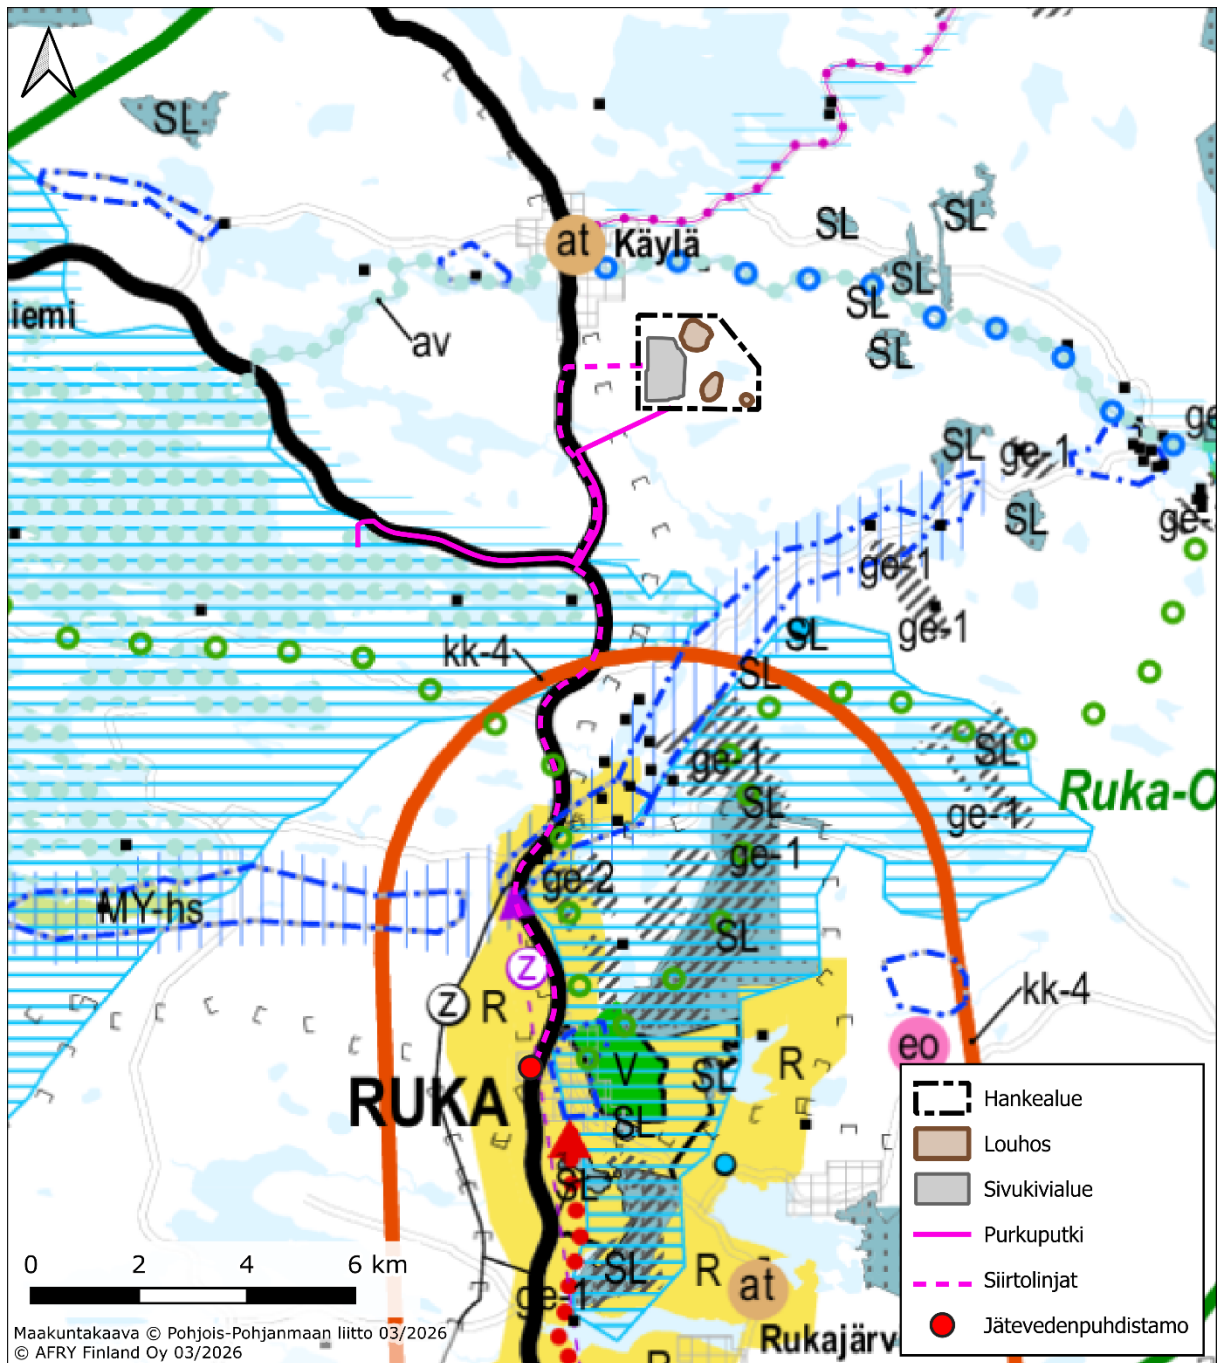 SL
at
Käylä
SL
SL
SL
SL
iemi
av
SL
ge
SL
ge-1
SL
ge-
ge-1
ge-1
SL
kk-4
SL
SL
ge-1
Ruka-O
SL
ge-1
ge-1
ge-2
MY-hs
SL
Z
Z
R
kk-4
eo
V
SL
R
RUKA
SL
SL
SL
R
at
ge-1
Rukajärv
R
Hankealue
Louhos
Sivukivialue
Purkuputki
Siirtolinjat
Jätevedenpuhdistamo
0 2 4 6 km
Maakuntakaava © Pohjois-Pohjanmaan liitto 03/2026
© AFRY Finland Oy 03/2026